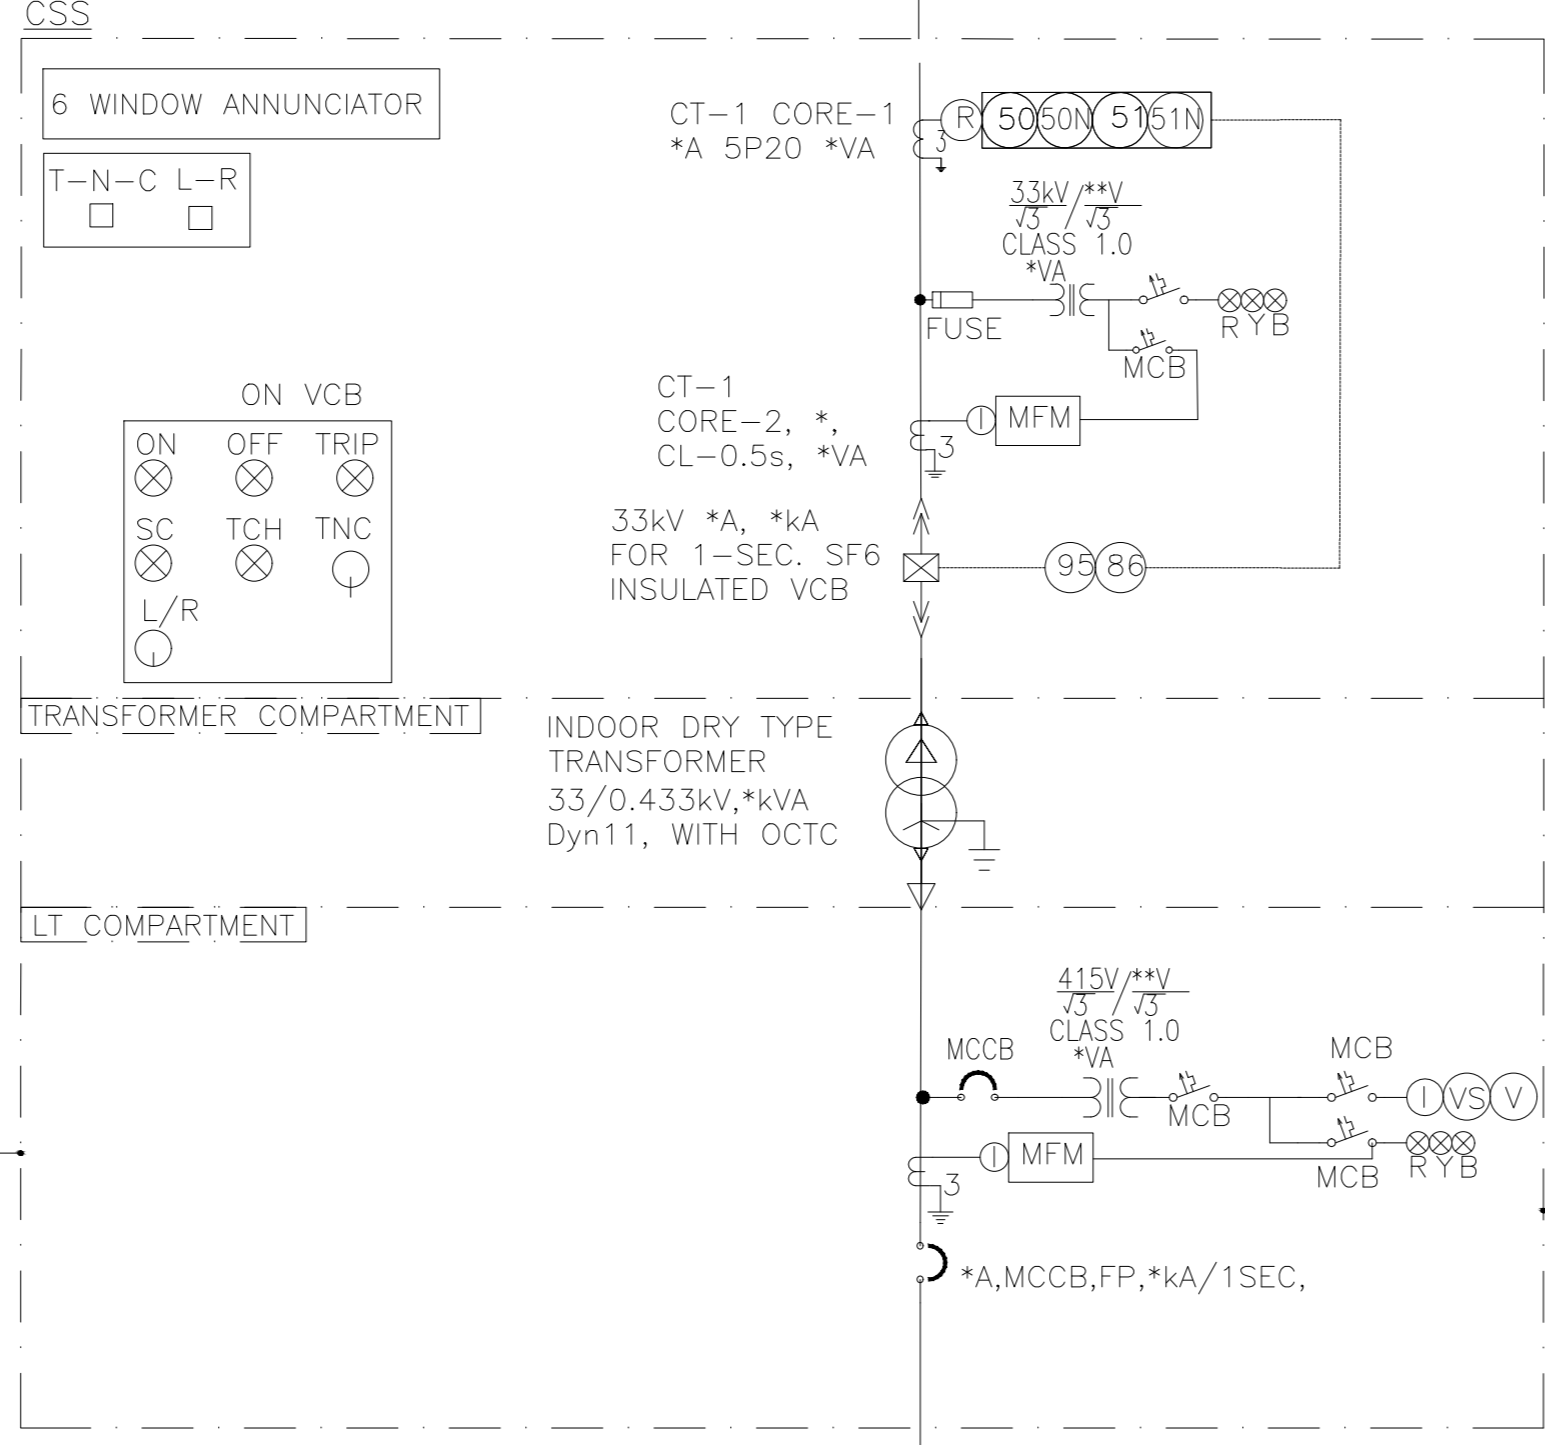 CSS
6 WINDOW ANNUNCIATOR
T-N-C L-R
CT-1 CORE-1
*A 5P20 *VA
3
R 50 50N 51 51N
33kV/√3 / **V/√3
CLASS 1.0
*VA
FUSE
RYB
MCB
CT-1
CORE-2, *,
CL-0.5s, *VA
I MFM
3
ON VCB
ON OFF TRIP
SC TCH TNC
L/R
33kV *A, *kA
FOR 1-SEC. SF6
INSULATED VCB
95 86
TRANSFORMER COMPARTMENT
INDOOR DRY TYPE
TRANSFORMER
33/0.433kV,*kVA
Dyn11, WITH OCTC
LT COMPARTMENT
415V/√3 / **V/√3
CLASS 1.0
*VA
MCCB
MCB
MCB
I VS V
MCB
RYB
I MFM
3
*A,MCCB,FP,*kA/1SEC,